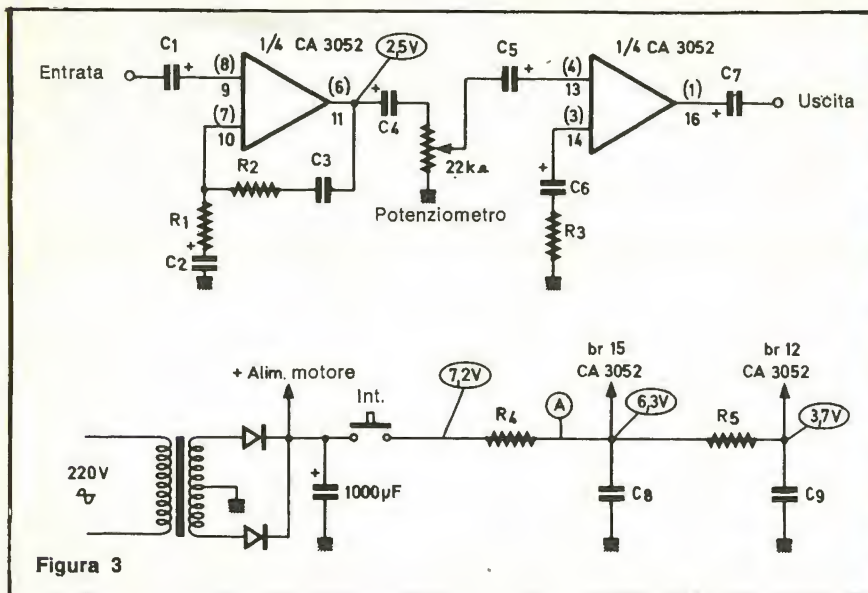 1/4 CA 3052
2,5V
C5
1/4 CA 3052
C1
+
(8)
(6)
+
(4)
(1)
C7
Entrata
9
11
+
13
16
+
Uscita
(7)
C4
(3)
10
22kΩ
14
R2
C3
+
C6
Potenziometro
R1
R3
+
C2
br 15
br 12
+ Alim. motore
CA 3052
CA 3052
Int.
7,2V
R4
A
6,3V
R5
3,7V
220V
+
1000µF
C8
C9
Figura 3